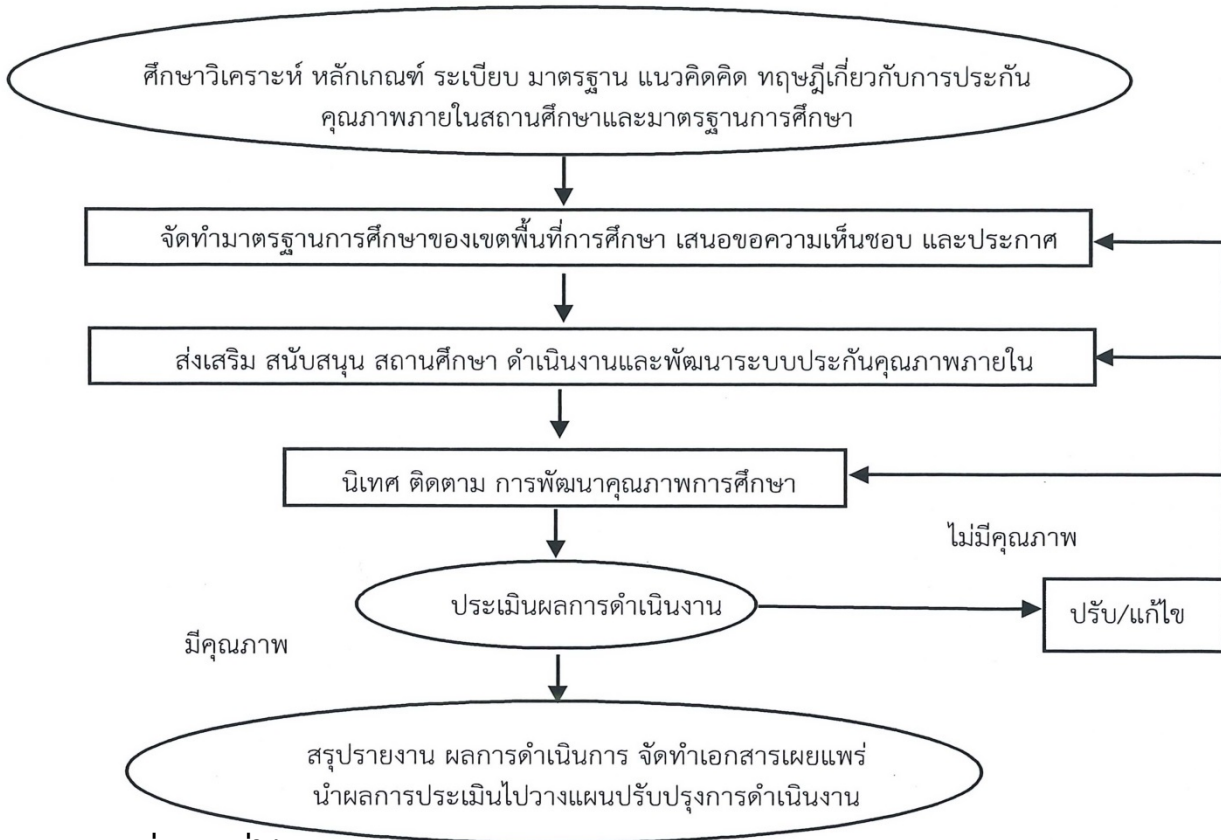 ศึกษาวิเคราะห์ หลักเกณฑ์ ระเบียบ มาตรฐาน แนวคิดคิด ทฤษฎีเกี่ยวกับการประกัน
คุณภาพภายในสถานศึกษาและมาตรฐานการศึกษา
จัดทำมาตรฐานการศึกษาของเขตพื้นที่การศึกษา เสนอขอความเห็นชอบ และประกาศ
ส่งเสริม สนับสนุน สถานศึกษา ดำเนินงานและพัฒนาระบบประกันคุณภาพภายใน
นิเทศ ติดตาม การพัฒนาคุณภาพการศึกษา
ไม่มีคุณภาพ
ประเมินผลการดำเนินงาน
ปรับ/แก้ไข
มีคุณภาพ
สรุปรายงาน ผลการดำเนินการ จัดทำเอกสารเผยแพร่
นำผลการประเมินไปวางแผนปรับปรุงการดำเนินงาน